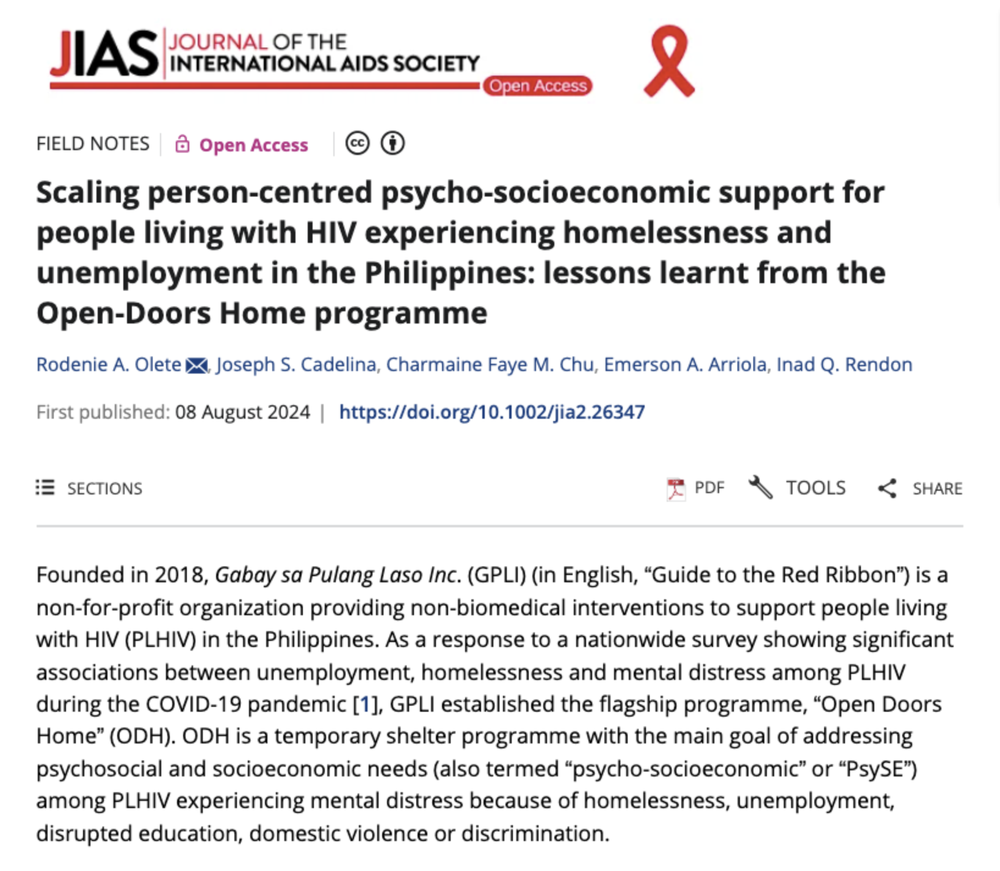 JIAS JOURNAL OF THE
INTERNATIONAL AIDS SOCIETY
Open Access
FIELD NOTES Open Access cc
Scaling person-centred psycho-socioeconomic support for
people living with HIV experiencing homelessness and
unemployment in the Philippines: lessons learnt from the
Open-Doors Home programme
Rodenie A. Olete, Joseph S. Cadelina, Charmaine Faye M. Chu, Emerson A. Arriola, Inad Q. Rendon
First published: 08 August 2024 | https://doi.org/10.1002/jia2.26347
SECTIONS PDF TOOLS SHARE
Founded in 2018, Gabay sa Pulang Laso Inc. (GPLI) (in English, “Guide to the Red Ribbon”) is a
non-for-profit organization providing non-biomedical interventions to support people living
with HIV (PLHIV) in the Philippines. As a response to a nationwide survey showing significant
associations between unemployment, homelessness and mental distress among PLHIV
during the COVID-19 pandemic [1], GPLI established the flagship programme, “Open Doors
Home” (ODH). ODH is a temporary shelter programme with the main goal of addressing
psychosocial and socioeconomic needs (also termed “psycho-socioeconomic” or “PsySE”)
among PLHIV experiencing mental distress because of homelessness, unemployment,
disrupted education, domestic violence or discrimination.